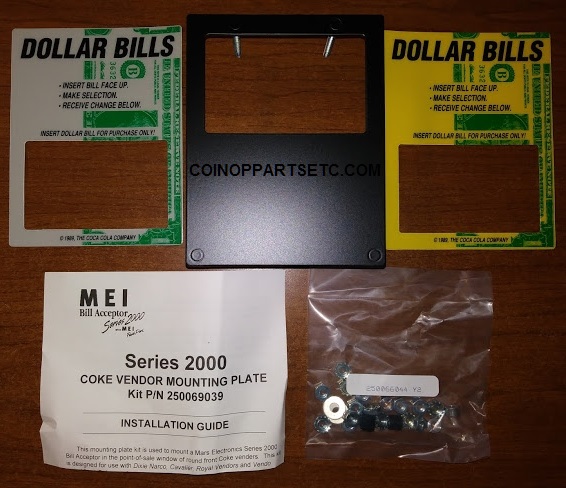 DOLLAR BILLS
• INSERT BILL FACE UP.
• MAKE SELECTION.
• RECEIVE CHANGE BELOW.
INSERT DOLLAR BILL FOR PURCHASE ONLY!
© 1989, THE COCA COLA COMPANY
COINOPPARTSETC.COM
DOLLAR BILLS
• INSERT BILL FACE UP.
• MAKE SELECTION.
• RECEIVE CHANGE BELOW.
INSERT DOLLAR BILL FOR PURCHASE ONLY!
© 1989, THE COCA COLA COMPANY
MEI
Bill Acceptor
Series 2000
MEI
Series 2000
COKE VENDOR MOUNTING PLATE
Kit P/N 250069039
INSTALLATION GUIDE
This mounting plate kit is used to mount a Mars Electronics Series 2000
Bill Acceptor in the point-of-sale window of round front Coke venders. This kit
is designed for use with Dixie Narco, Cavalier, Royal Vendors and Vendo
250066044 Y2